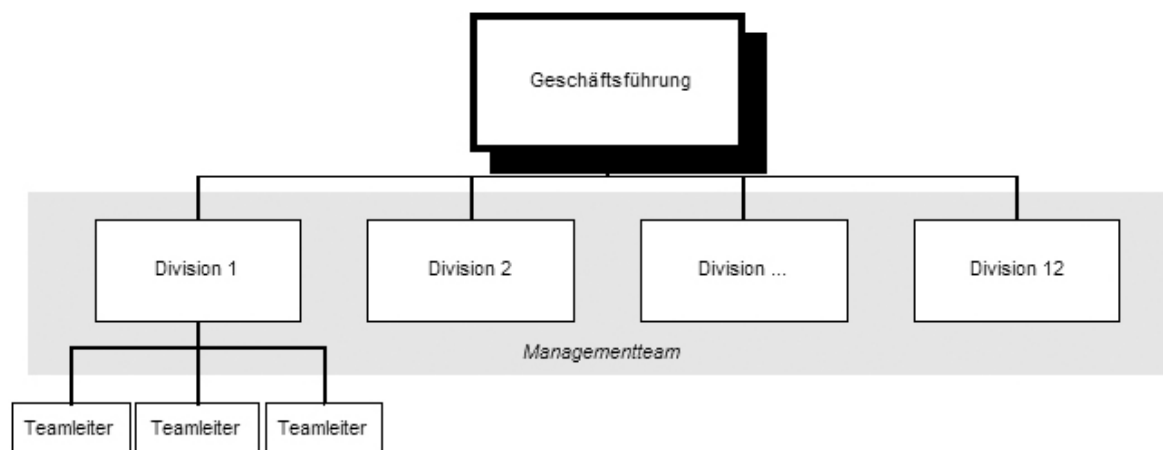 Geschäftsführung
Division 1
Division 2
Division ...
Division 12
Managementteam
Teamleiter
Teamleiter
Teamleiter